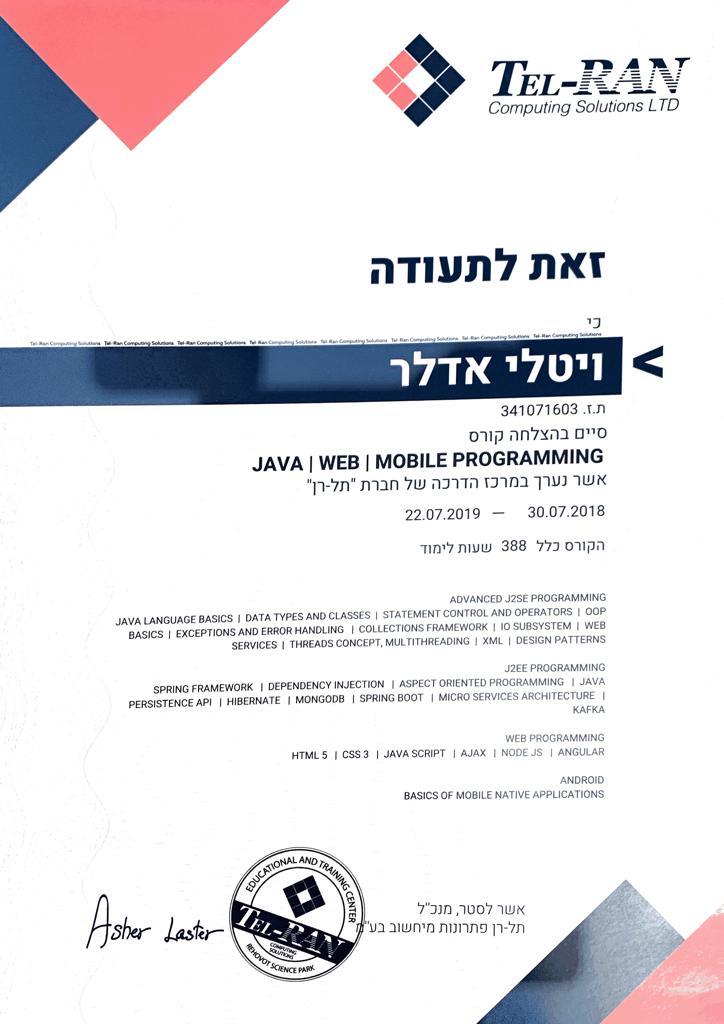 TEL-RAN
Computing Solutions LTD
זאת לתעודה
כי
Tel-Ran Computing Solutions Tel-Ran Computing Solutions Tel-Ran Computing Solutions Tel-Ran Computing Solutions Tel-Ran Computing Solutions Tel-Ran Computing Solutions Tel-Ran Computing Solutions Tel-Ran Computing Solutions
ויטלי אדלר
ת.ז. 341071603
סיים בהצלחה קורס
JAVA | WEB | MOBILE PROGRAMMING
אשר נערך במרכז הדרכה של חברת "תל-רן"
30.07.2018 — 22.07.2019
הקורס כלל 388 שעות לימוד
ADVANCED J2SE PROGRAMMING
JAVA LANGUAGE BASICS | DATA TYPES AND CLASSES | STATEMENT CONTROL AND OPERATORS | OOP
BASICS | EXCEPTIONS AND ERROR HANDLING | COLLECTIONS FRAMEWORK | IO SUBSYSTEM | WEB
SERVICES | THREADS CONCEPT, MULTITHREADING | XML | DESIGN PATTERNS
J2EE PROGRAMMING
SPRING FRAMEWORK | DEPENDENCY INJECTION | ASPECT ORIENTED PROGRAMMING | JAVA
PERSISTENCE API | HIBERNATE | MONGODB | SPRING BOOT | MICRO SERVICES ARCHITECTURE |
KAFKA
WEB PROGRAMMING
HTML 5 | CSS 3 | JAVA SCRIPT | AJAX | NODE JS | ANGULAR
ANDROID
BASICS OF MOBILE NATIVE APPLICATIONS
אשר לסטר, מנכ"ל
תל-רן פתרונות מיחשוב בע"מ
EDUCATIONAL AND TRAINING CENTER
TEL-RAN
COMPUTING
SOLUTIONS
REHOVOT SCIENCE PARK
Asher Laster